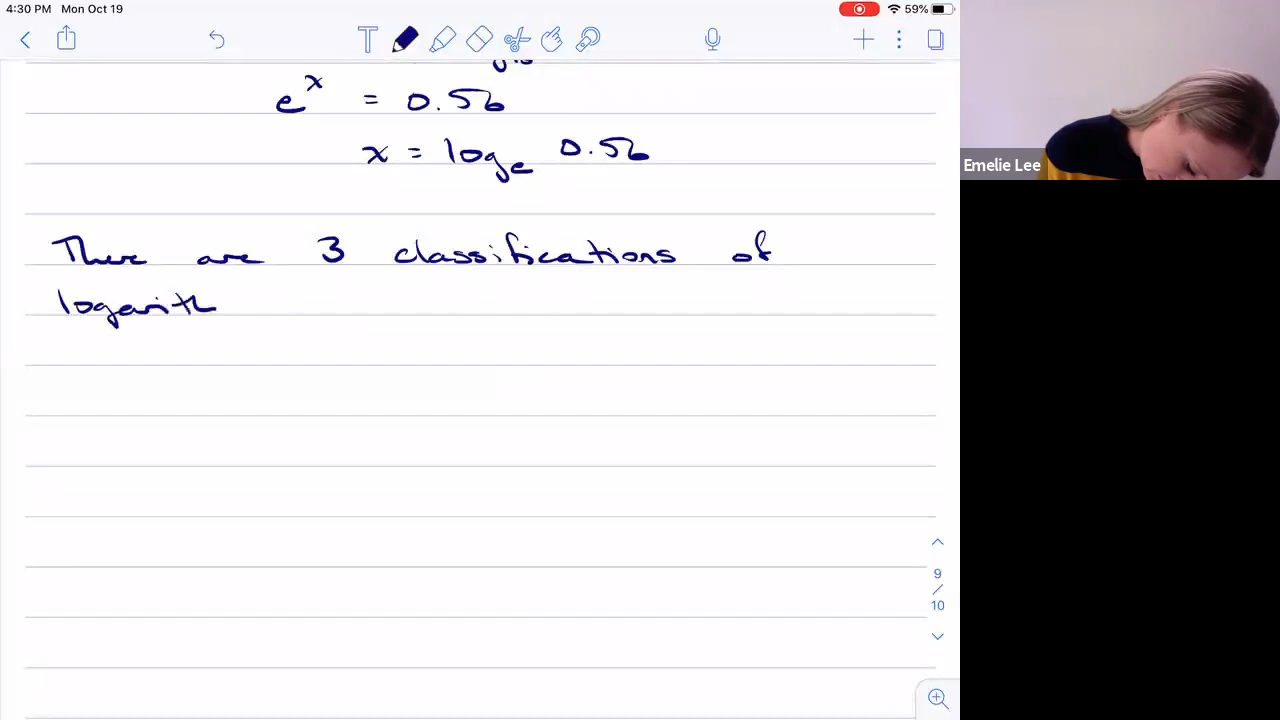 4:30 PM Mon Oct 19
59%
e^x = 0.56
x = log_e 0.56
There are 3 classifications of
logarith
9
/
10
Emelie Lee